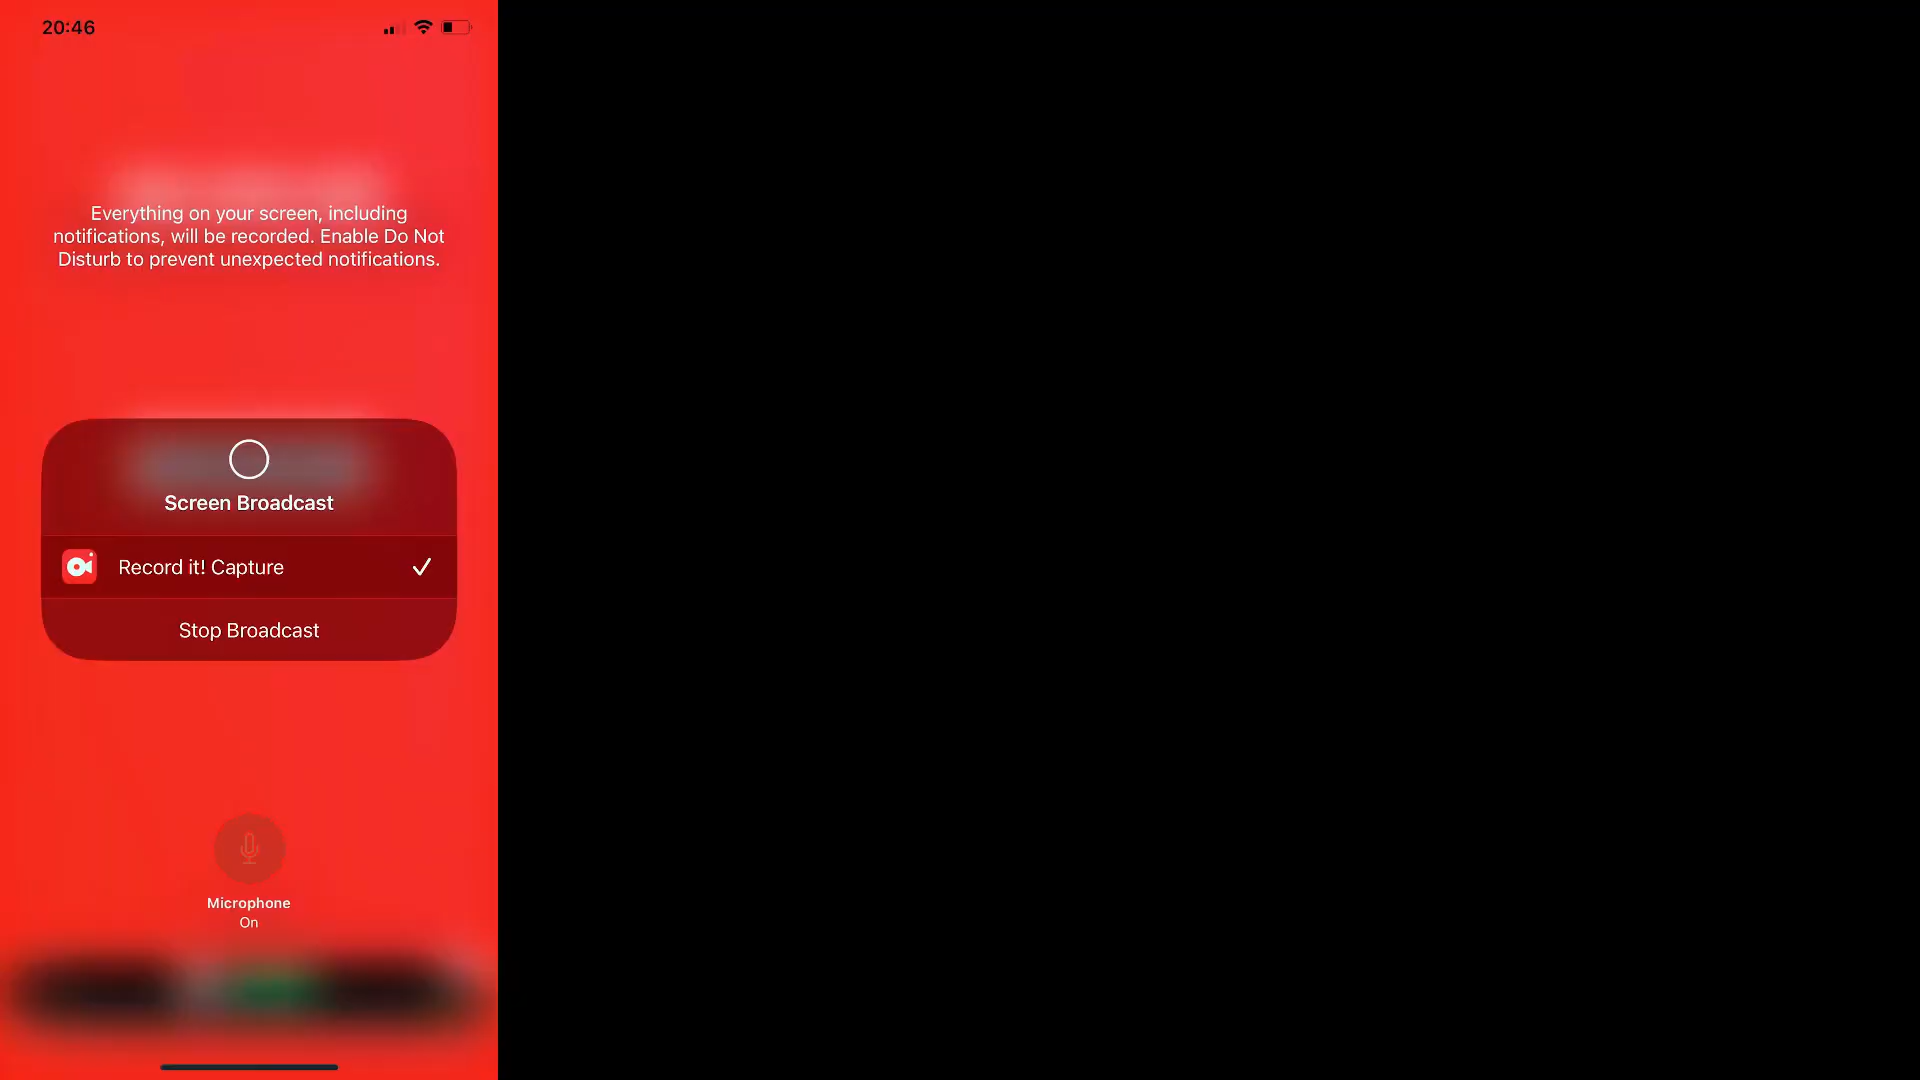 20:46
Everything on your screen, including
notifications, will be recorded. Enable Do Not
Disturb to prevent unexpected notifications.
Screen Broadcast
Record it! Capture
Stop Broadcast
Microphone
On